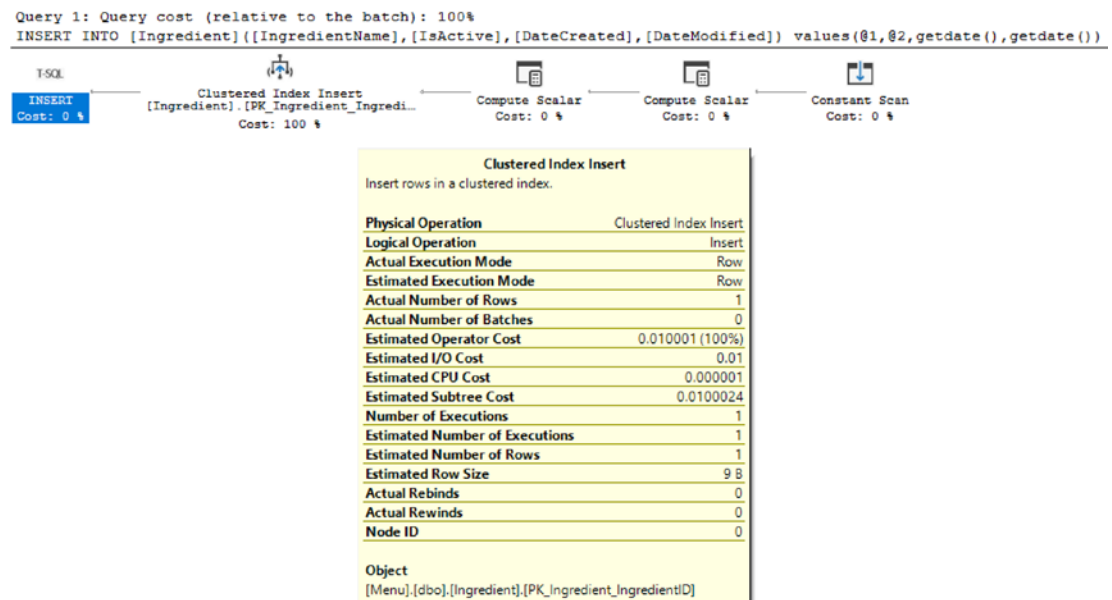 Query 1: Query cost (relative to the batch): 100%
INSERT INTO [Ingredient]([IngredientName],[IsActive],[DateCreated],[DateModified]) values(@1,@2,getdate(),getdate())
T-SQL
INSERT
Cost: 0 %
Clustered Index Insert
[Ingredient].[PK_Ingredient_Ingredi…
Cost: 100 %
Compute Scalar
Cost: 0 %
Compute Scalar
Cost: 0 %
Constant Scan
Cost: 0 %
Clustered Index Insert
Insert rows in a clustered index.
Physical Operation Clustered Index Insert
Logical Operation Insert
Actual Execution Mode Row
Estimated Execution Mode Row
Actual Number of Rows 1
Actual Number of Batches 0
Estimated Operator Cost 0.010001 (100%)
Estimated I/O Cost 0.01
Estimated CPU Cost 0.000001
Estimated Subtree Cost 0.0100024
Number of Executions 1
Estimated Number of Executions 1
Estimated Number of Rows 1
Estimated Row Size 9 B
Actual Rebinds 0
Actual Rewinds 0
Node ID 0
Object
[Menu].[dbo].[Ingredient].[PK_Ingredient_IngredientID]